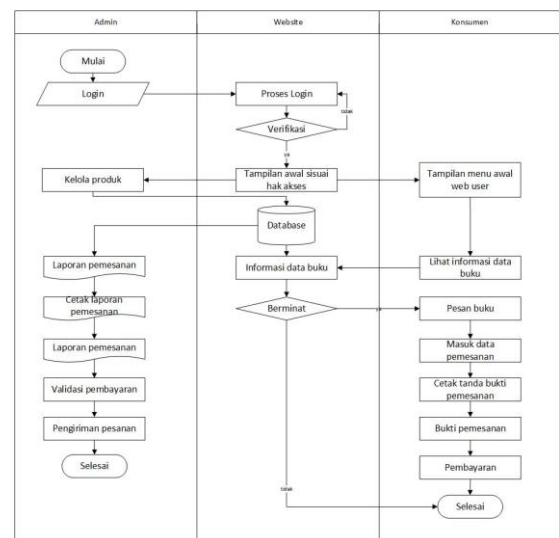 Admin
Website
Konsumen
Mulai
Login
Proses Login
tidak
Verifikasi
ya
Kelola produk
Tampilan awal sisuai
hak akses
Tampilan menu awal
web user
Database
Laporan pemesanan
Informasi data buku
Lihat informasi data
buku
Cetak laporan
pemesanan
Berminat
ya
Pesan buku
Laporan pemesanan
Masuk data
pemesanan
Validasi pembayaran
Cetak tanda bukti
pemesanan
Pengiriman pesanan
Bukti pemesanan
Selesai
Pembayaran
tidak
Selesai